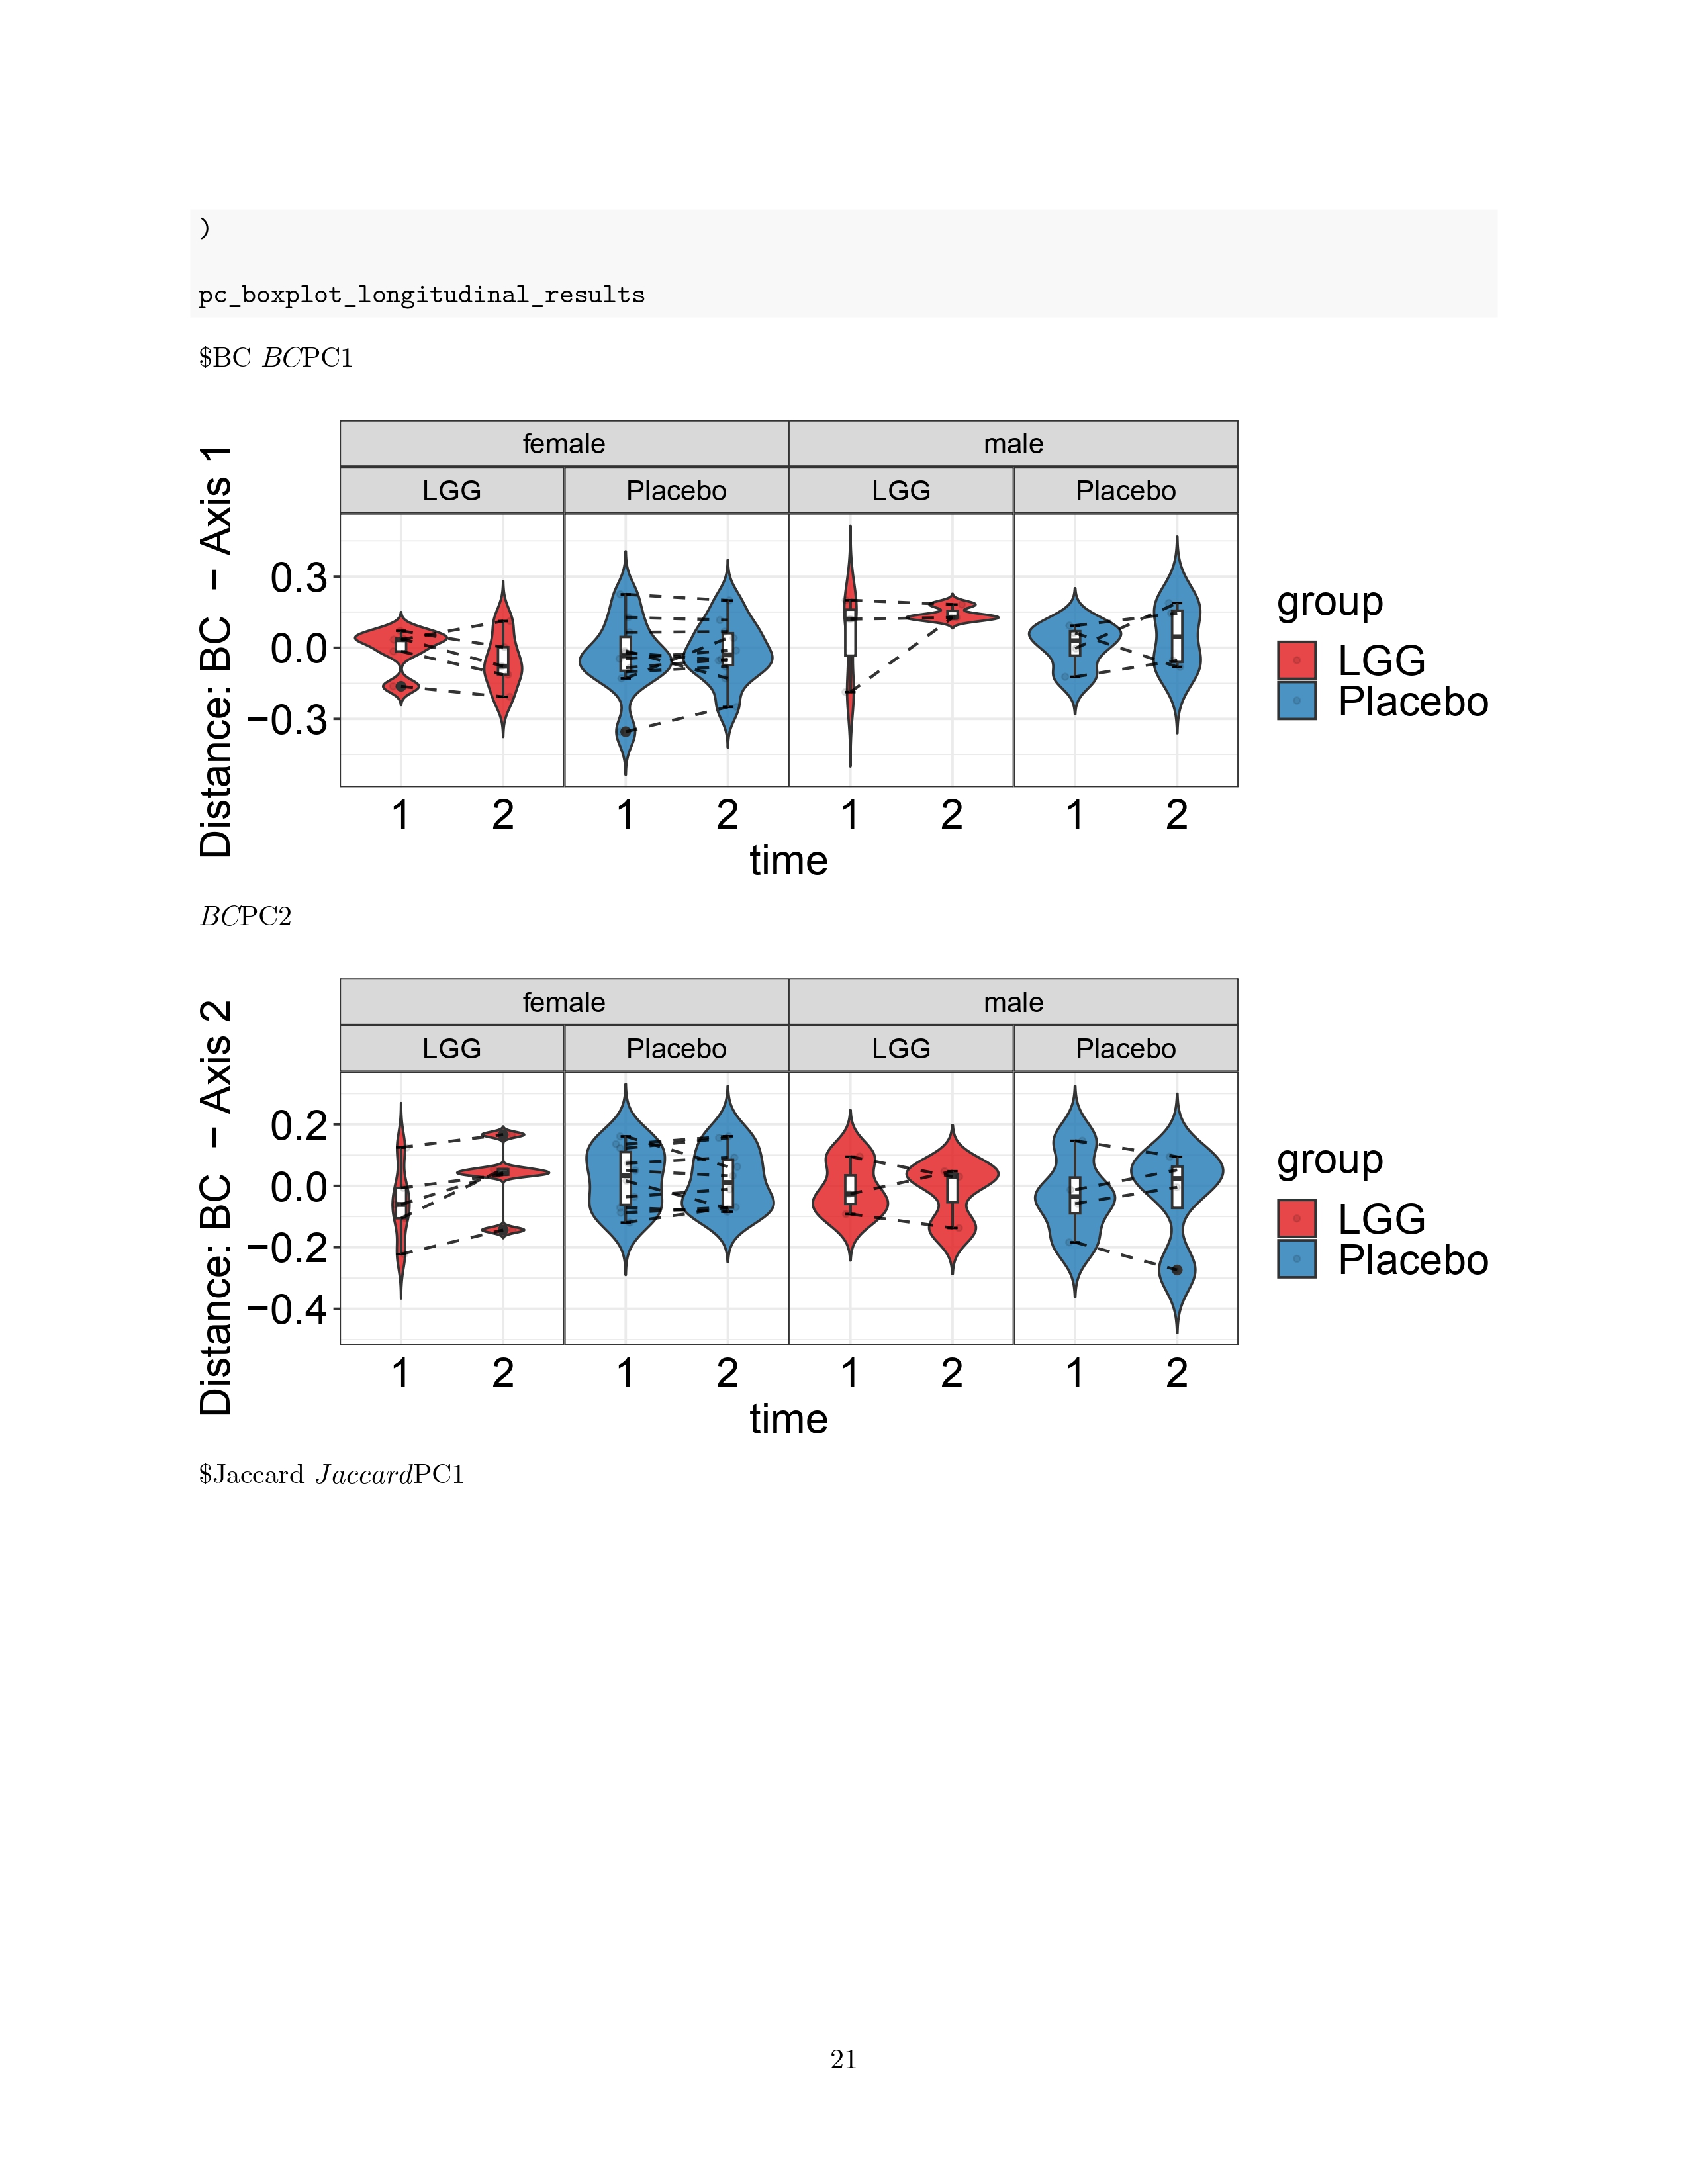 )
pc_boxplot_longitudinal_results
$BC BCPC1
female male
LGG Placebo LGG Placebo
Distance: BC − Axis 1
0.3
0.0
−0.3
1 2 1 2 1 2 1 2
time
group
LGG
Placebo
BCPC2
female male
LGG Placebo LGG Placebo
Distance: BC − Axis 2
0.2
0.0
−0.2
−0.4
1 2 1 2 1 2 1 2
time
group
LGG
Placebo
$Jaccard JaccardPC1
21